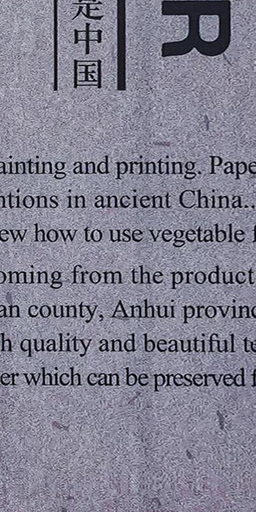 是中国
R
ainting and printing. Pape
ntions in ancient China..
ew how to use vegetable f
oming from the product
an county, Anhui provinc
h quality and beautiful te
er which can be preserved f